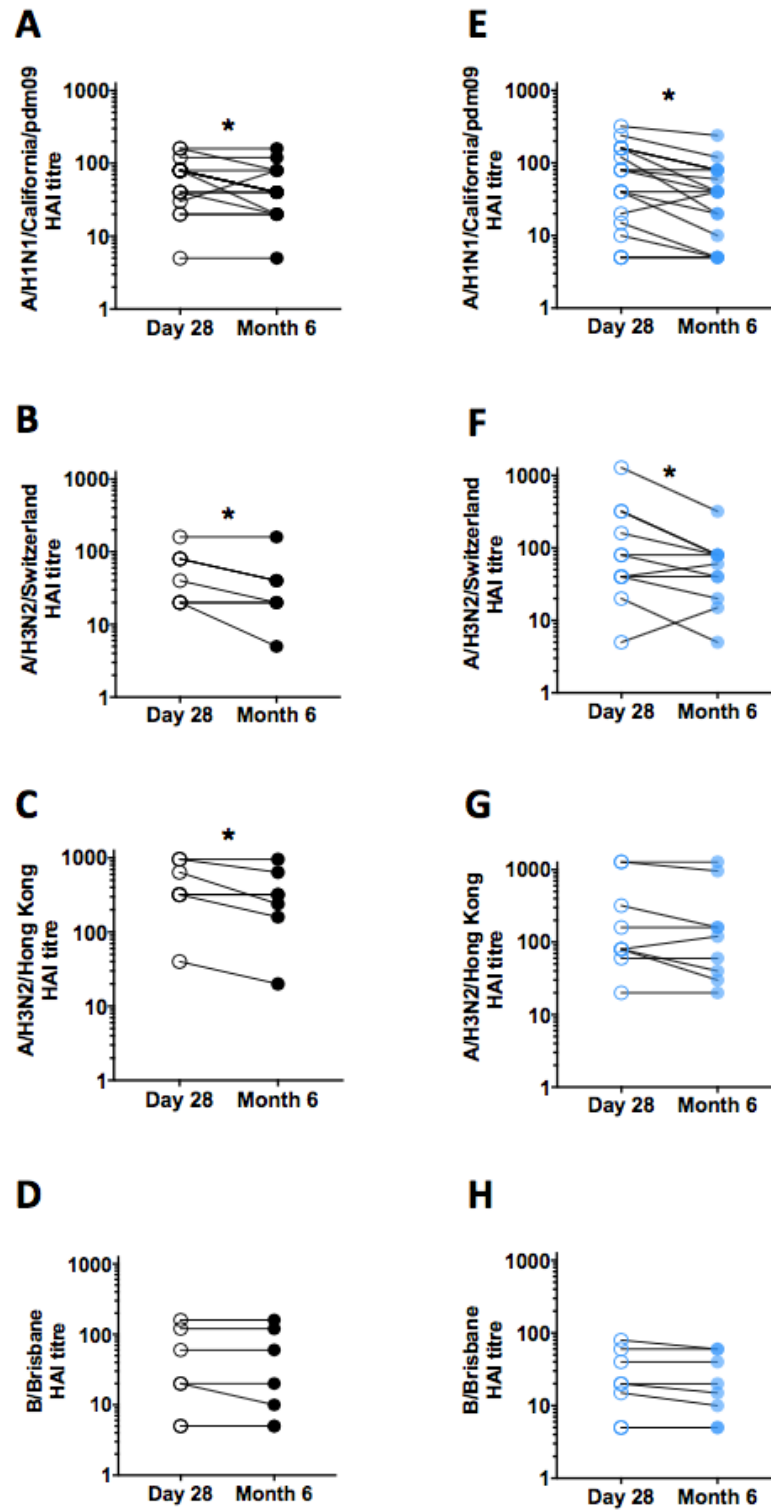 A
A/H1N1/California/pdm09
HAI titre
1000
100
10
1
*
Day 28 Month 6
E
A/H1N1/California/pdm09
HAI titre
1000
100
10
1
*
Day 28 Month 6
B
A/H3N2/Switzerland
HAI titre
1000
100
10
1
*
Day 28 Month 6
F
A/H3N2/Switzerland
HAI titre
1000
100
10
1
*
Day 28 Month 6
C
A/H3N2/Hong Kong
HAI titre
1000
100
10
1
*
Day 28 Month 6
G
A/H3N2/Hong Kong
HAI titre
1000
100
10
1
Day 28 Month 6
D
B/Brisbane
HAI titre
1000
100
10
1
Day 28 Month 6
H
B/Brisbane
HAI titre
1000
100
10
1
Day 28 Month 6